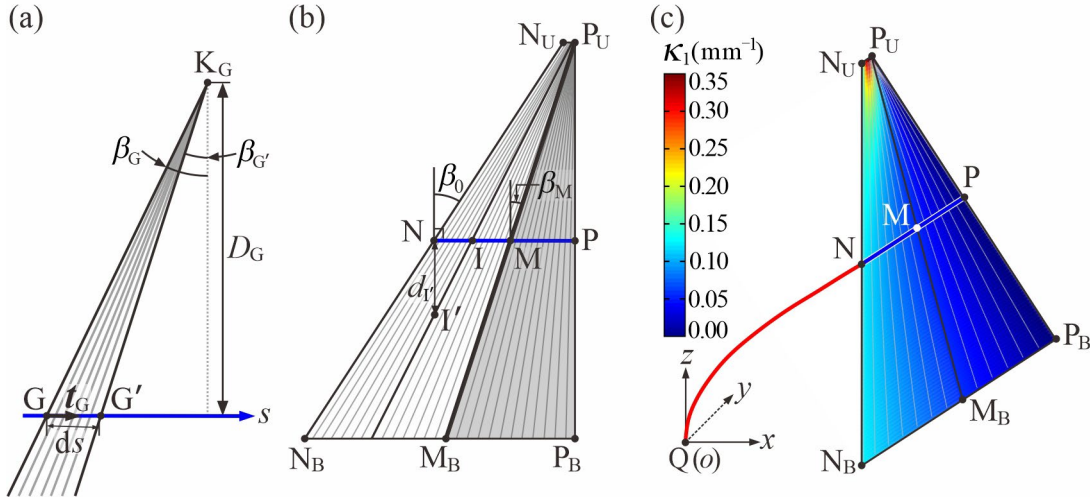 (a)
K_G
β_G
β_G′
D_G
G
t_G
G′
s
ds
(b)
N_U
P_U
β_0
β_M
N
I
M
P
d_I′
I′
N_B
M_B
P_B
(c)
κ_1(mm⁻¹)
0.35
0.30
0.25
0.20
0.15
0.10
0.05
0.00
P_U
N_U
P
M
N
P_B
z
y
x
M_B
Q(o)
N_B